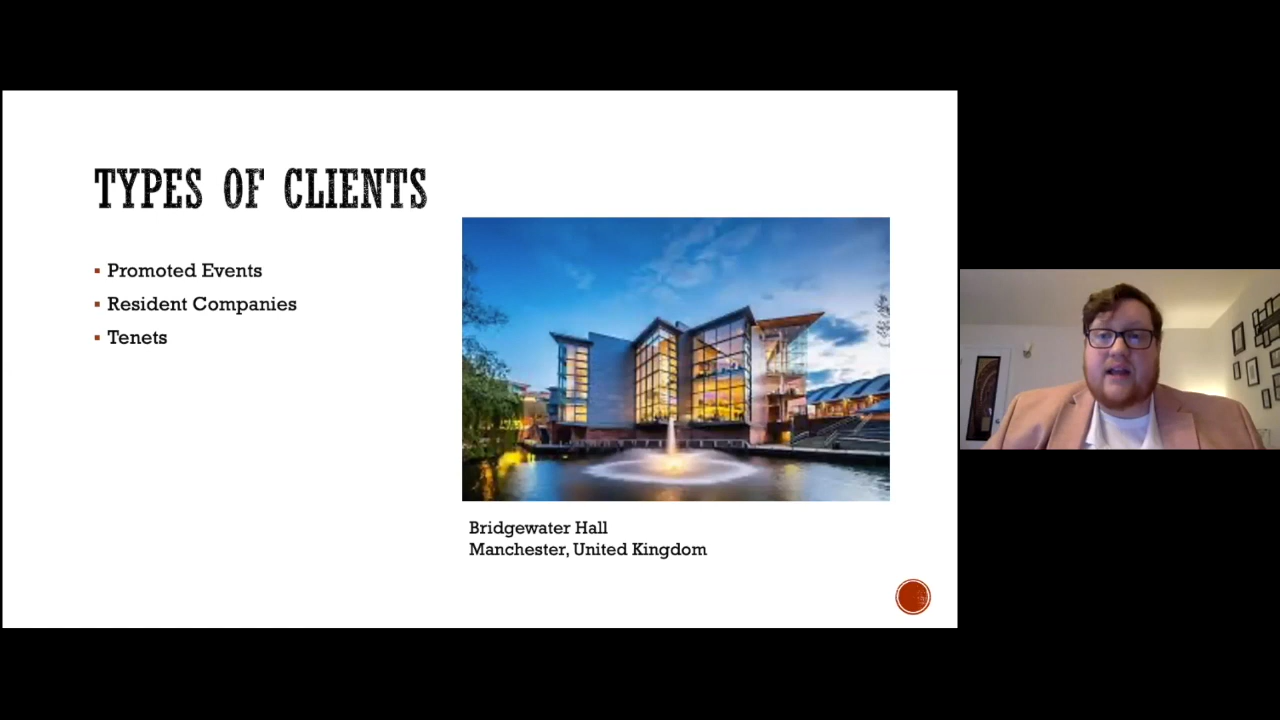 TYPES OF CLIENTS
▪ Promoted Events
▪ Resident Companies
▪ Tenets
Bridgewater Hall
Manchester, United Kingdom